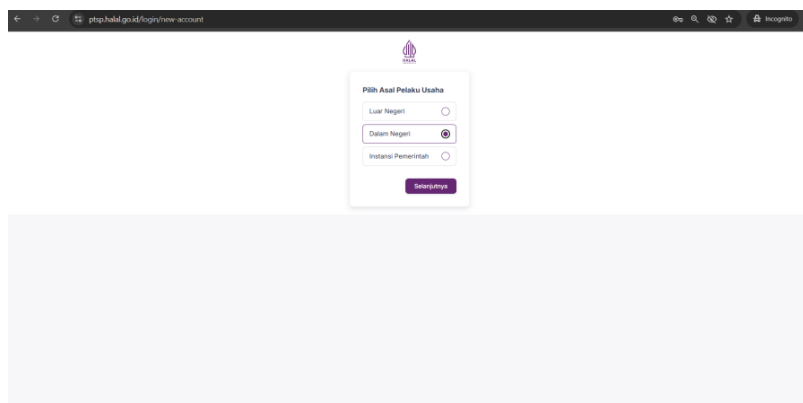 ptsp.halal.go.id/login/new-account
Incognito
HALAL
Pilih Asal Pelaku Usaha
Luar Negeri
Dalam Negeri
Instansi Pemerintah
Selanjutnya